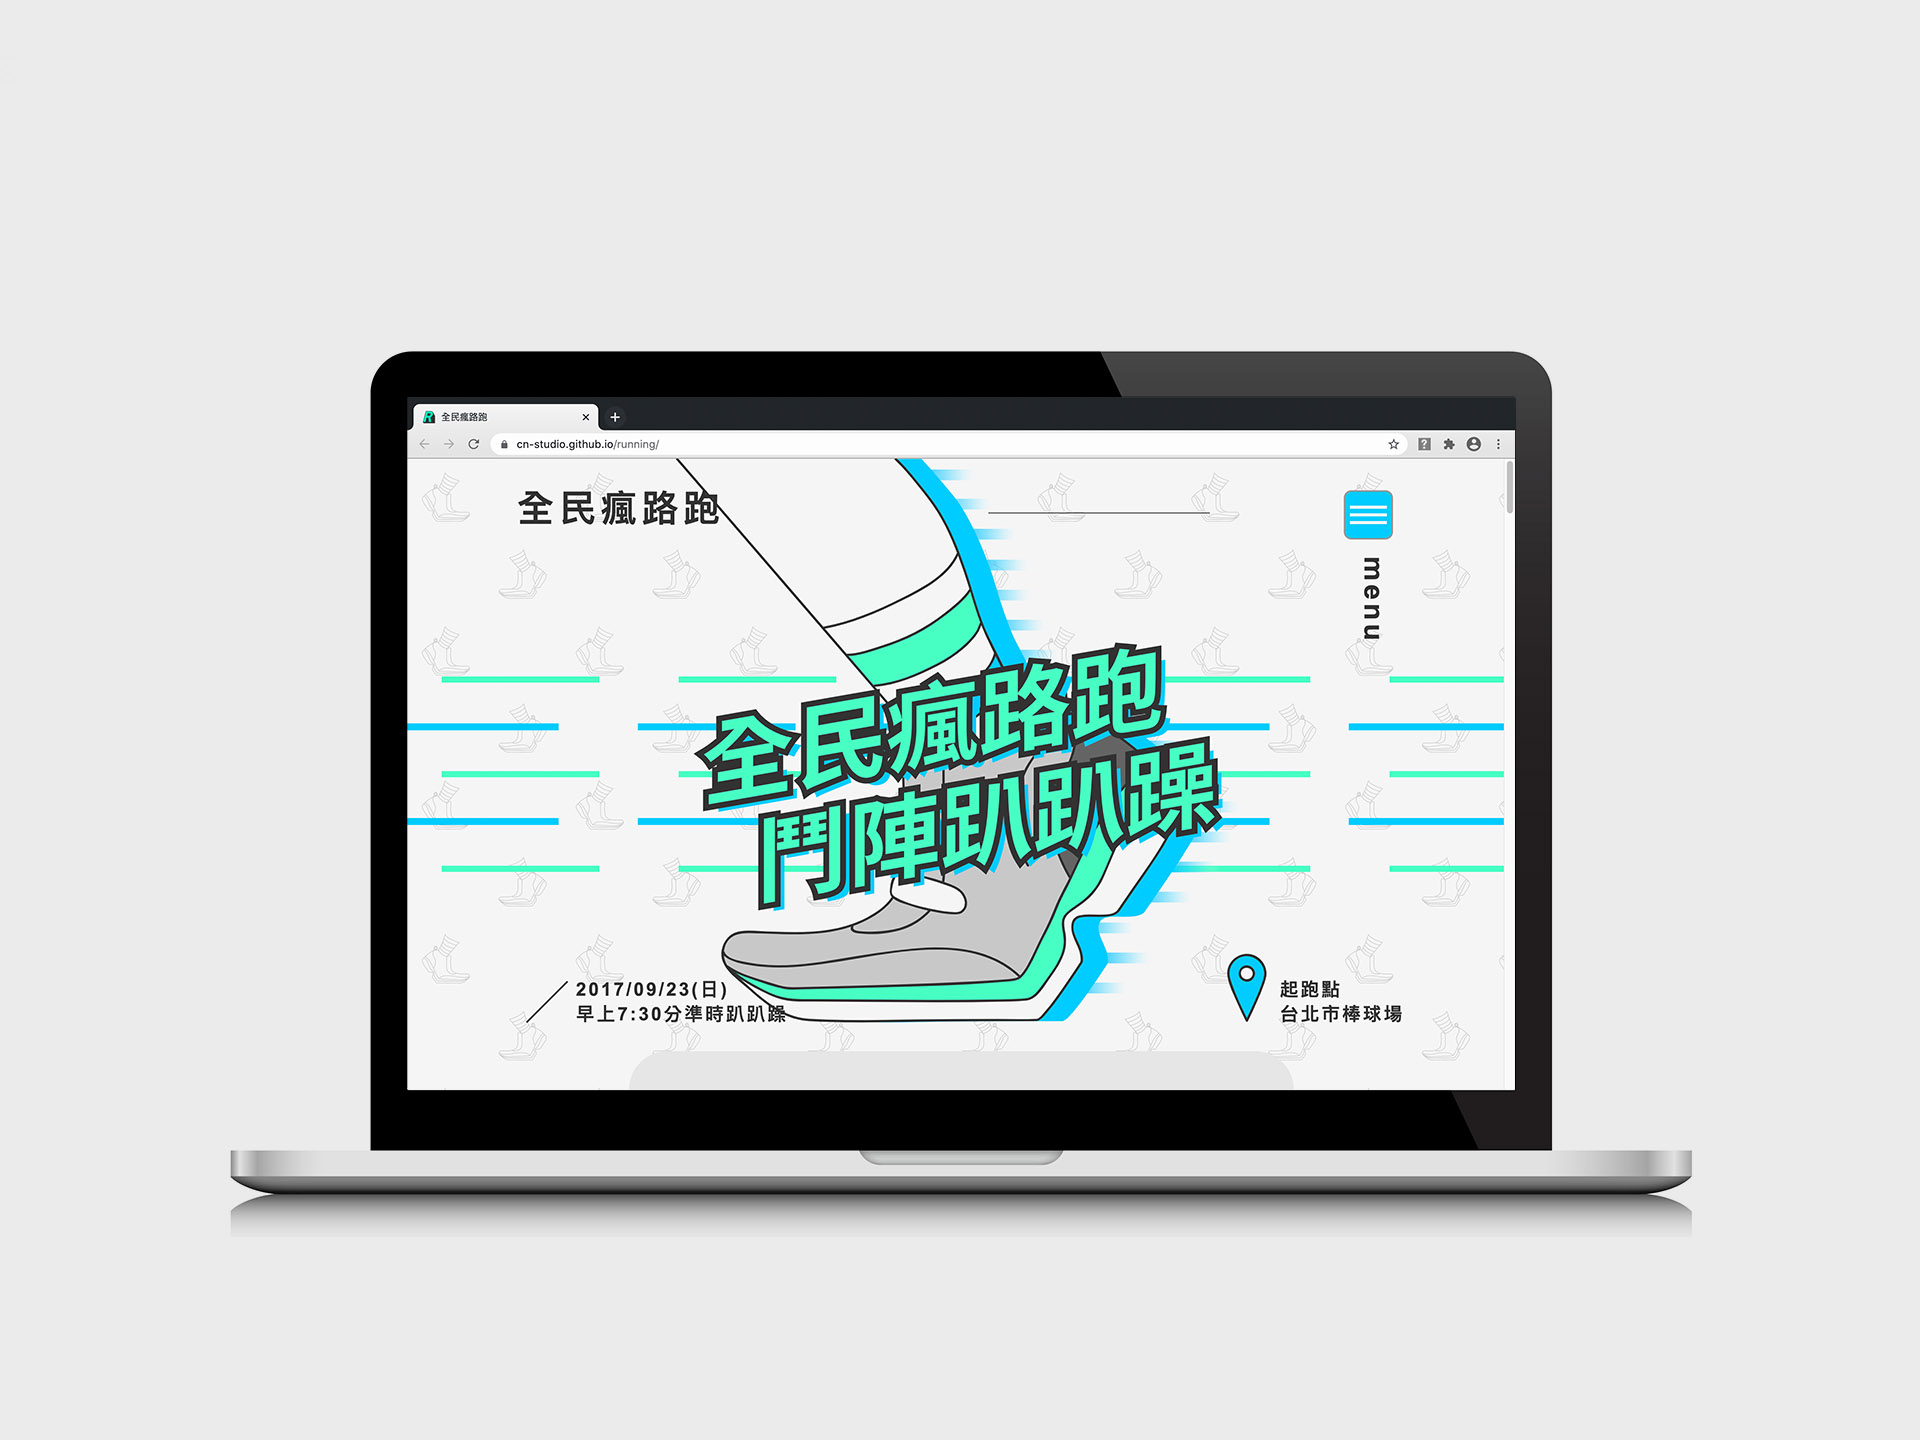 全民瘋路跑
cn-studio.github.io/running/
全民瘋路跑
menu
全民瘋路跑
鬥陣趴趴躁
2017/09/23(日)
早上7:30分準時趴趴躁
起跑點
台北市棒球場